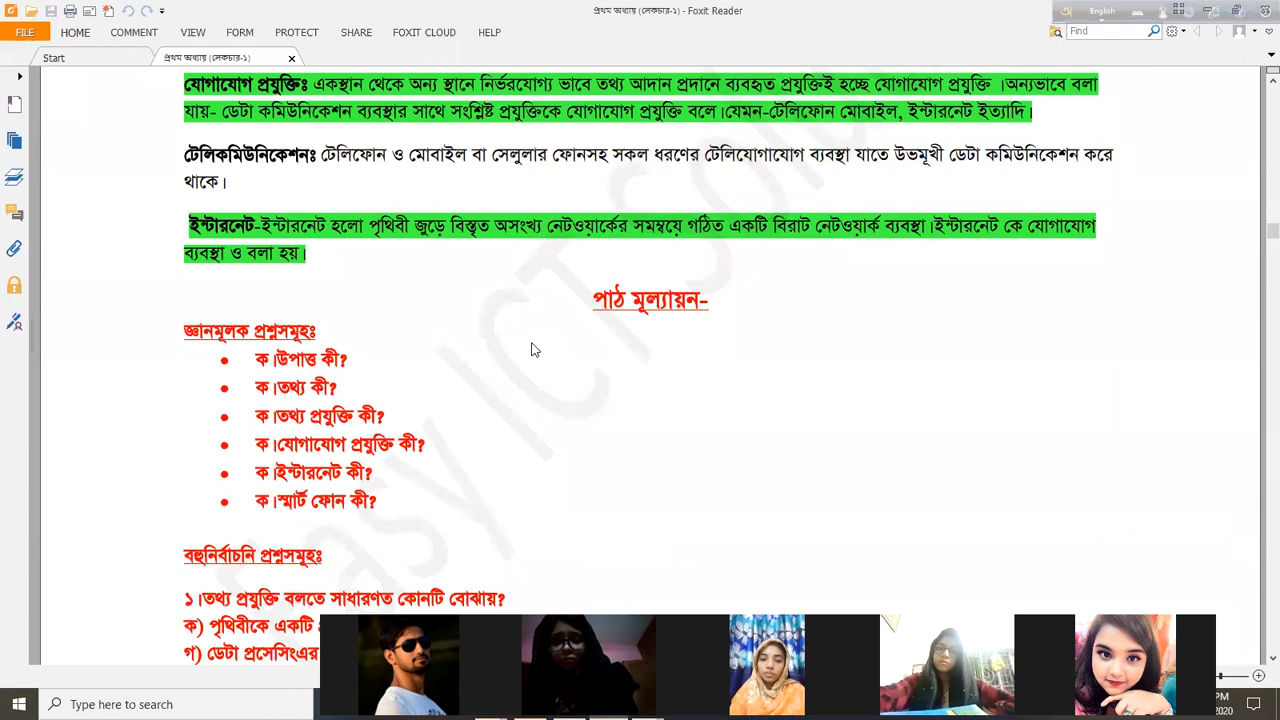 প্রথম অধ্যায় (লেকচার-১) - Foxit Reader
English
FILE HOME COMMENT VIEW FORM PROTECT SHARE FOXIT CLOUD HELP
Find
Start প্রথম অধ্যায় (লেকচার-১)
যোগাযোগ প্রযুক্তিঃ একস্থান থেকে অন্য স্থানে নির্ভরযোগ্য ভাবে তথ্য আদান প্রদানে ব্যবহৃত প্রযুক্তিই হচ্ছে যোগাযোগ প্রযুক্তি ।অন্যভাবে বলা
যায়- ডেটা কমিউনিকেশন ব্যবস্থার সাথে সংশ্লিষ্ট প্রযুক্তিকে যোগাযোগ প্রযুক্তি বলে।যেমন-টেলিফোন মোবাইল, ইন্টারনেট ইত্যাদি।
টেলিকমিউনিকেশনঃ টেলিফোন ও মোবাইল বা সেলুলার ফোনসহ সকল ধরণের টেলিযোগাযোগ ব্যবস্থা যাতে উভমূখী ডেটা কমিউনিকেশন করে
থাকে।
ইন্টারনেট-ইন্টারনেট হলো পৃথিবী জুড়ে বিস্তৃত অসংখ্য নেটওয়ার্কের সমন্বয়ে গঠিত একটি বিরাট নেটওয়ার্ক ব্যবস্থা।ইন্টারনেট কে যোগাযোগ
ব্যবস্থা ও বলা হয়।
পাঠ মূল্যায়ন-
জ্ঞানমূলক প্রশ্নসমূহঃ
• ক।উপাত্ত কী?
• ক।তথ্য কী?
• ক।তথ্য প্রযুক্তি কী?
• ক।যোগাযোগ প্রযুক্তি কী?
• ক।ইন্টারনেট কী?
• ক।স্মার্ট ফোন কী?
Easy ICT
বহুনির্বাচনি প্রশ্নসমূহঃ
১।তথ্য প্রযুক্তি বলতে সাধারণত কোনটি বোঝায়?
ক) পৃথিবীকে একটি
গ) ডেটা প্রসেসিংএর
Type here to search
PM
2020